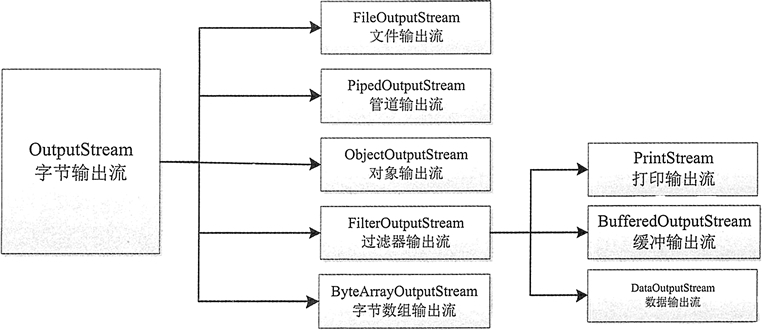 OutputStream
字节输出流
FileOutputStream
文件输出流
PipedOutputStream
管道输出流
ObjectOutputStream
对象输出流
FilterOutputStream
过滤器输出流
ByteArrayOutputStream
字节数组输出流
PrintStream
打印输出流
BufferedOutputStream
缓冲输出流
DataOutputStream
数据输出流